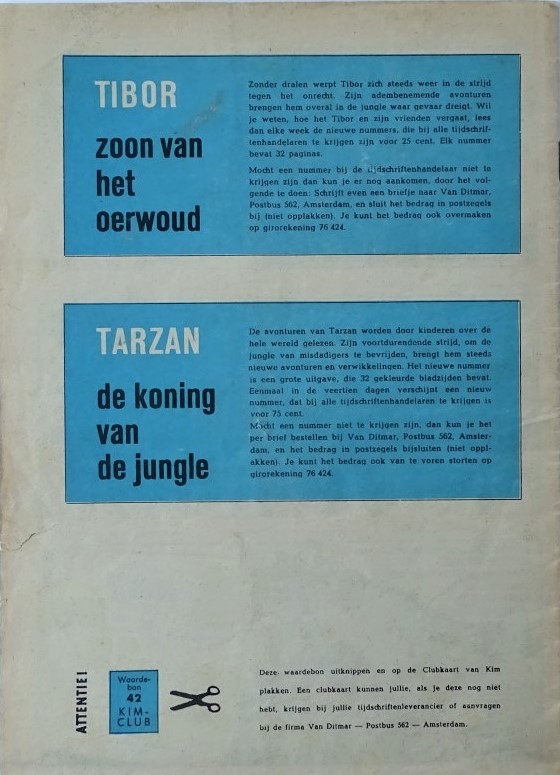 TIBOR
zoon van
het
oerwoud
Zonder dralen werpt Tibor zich steeds weer in de strijd
tegen het onrecht. Zijn adembenemende avonturen
brengen hem overal in de jungle waar gevaar dreigt. Wil
je weten, hoe het Tibor en zijn vrienden vergaat, lees
dan elke week de nieuwe nummers, die bij alle tijdschrif-
tenhandelaren te krijgen zijn voor 25 cent. Elk nummer
bevat 32 paginas.
Mocht een nummer bij de tijdschriftenhandelaar niet te
krijgen zijn dan kun je er nog aankomen, door het vol-
gende te doen: Schrijft even een briefje naar Van Ditmar,
Postbus 562, Amsterdam, en sluit het bedrag in postzegels
bij (niet opplakken). Je kunt het bedrag ook overmaken
op girorekening 76 424.
TARZAN
de koning
van
de jungle
De avonturen van Tarzan worden door kinderen over de
hele wereld gelezen. Zijn voortdurendende strijd, om de
jungle van misdadigers te bevrijden, brengt hem steeds
nieuwe avonturen en verwikkelingen. Het nieuwe nummer
is een grote uitgave, die 32 gekleurde bladzijden bevat.
Eenmaal in de veertien dagen verschijnt een nieuw
nummer, dat bij alle tijdschriftenhandelaren te krijgen is
voor 75 cent.
Mocht een nummer niet te krijgen zijn, dan kun je het
per brief bestellen bij Van Ditmar, Postbus 562, Amster-
dam, en het bedrag in postzegels bijsluiten (niet oppl-
akken). Je kunt het bedrag ook van te voren storten op
girorekening 76 424.
ATTENTIE!
Waarde-
bon
42
KIM-
CLUB
Deze waardebon uitknippen en op de Clubkaart van Kim
plakken. Een clubkaart kunnen jullie, als je deze nog niet
hebt, krijgen bij jullie tijdschriftenleverancier of aanvragen
bij de firma Van Ditmar — Postbus 562 — Amsterdam.